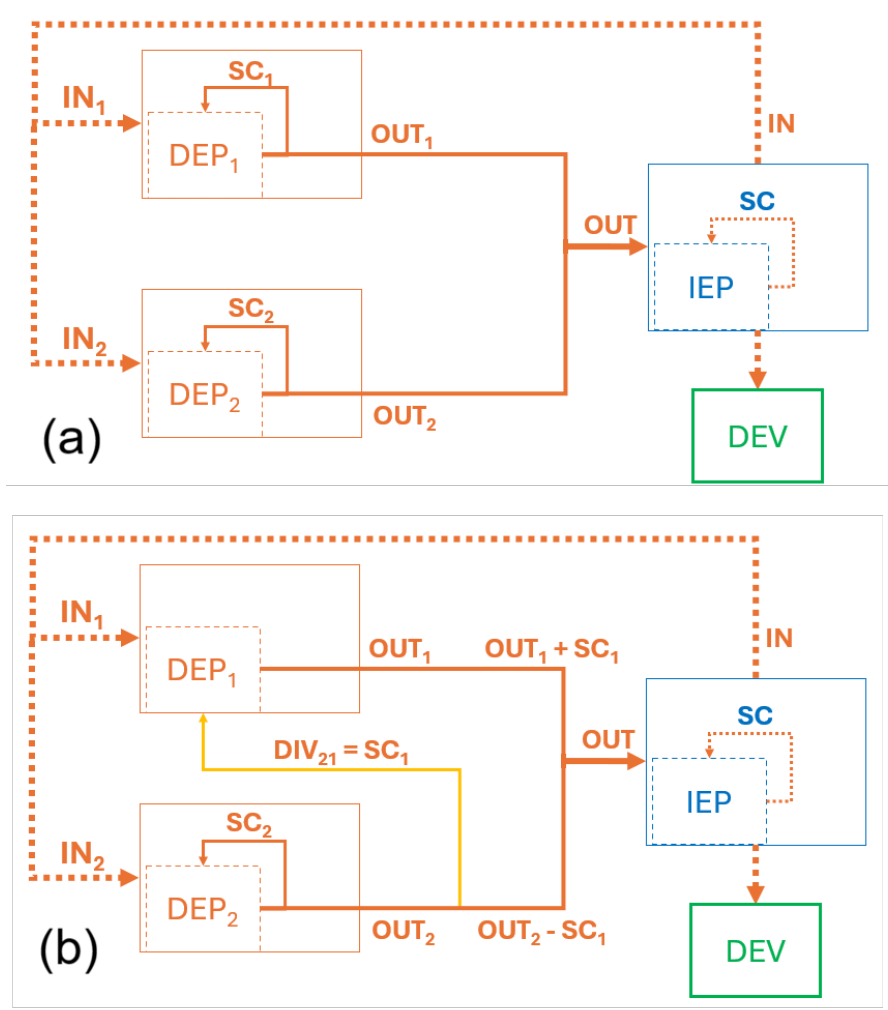 SC₁
IN₁
DEP₁
OUT₁
IN
SC
OUT
IEP
SC₂
IN₂
DEP₂
OUT₂
DEV
(a)
IN₁
OUT₁
OUT₁ + SC₁
IN
DEP₁
SC
OUT
DIV₂₁ = SC₁
IEP
SC₂
IN₂
DEP₂
OUT₂
OUT₂ - SC₁
DEV
(b)